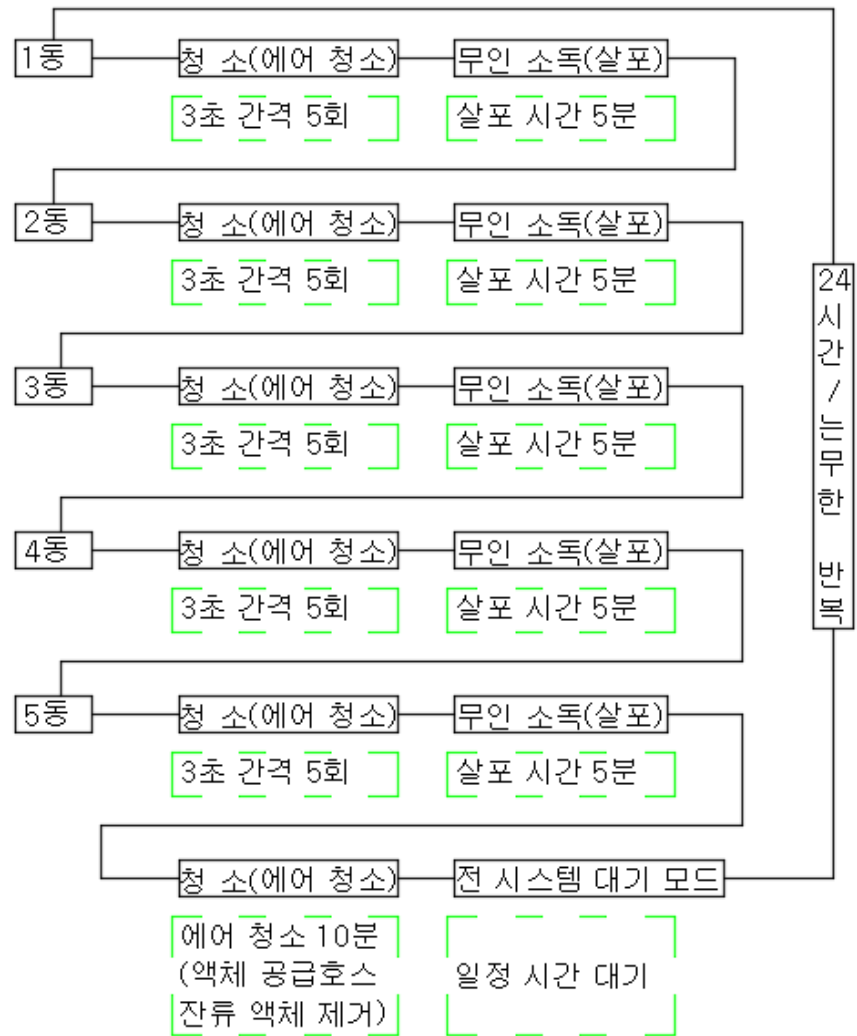 1동 청 소(에어 청소) 무인 소독(살포)
3초 간격 5회 살포 시간 5분
2동 청 소(에어 청소) 무인 소독(살포)
3초 간격 5회 살포 시간 5분
3동 청 소(에어 청소) 무인 소독(살포)
3초 간격 5회 살포 시간 5분
4동 청 소(에어 청소) 무인 소독(살포)
3초 간격 5회 살포 시간 5분
5동 청 소(에어 청소) 무인 소독(살포)
3초 간격 5회 살포 시간 5분
청 소(에어 청소) 전 시스템 대기 모드
에어 청소 10분
(액체 공급호스
잔류 액체 제거)
일정 시간 대기
24시간/는무한 반복